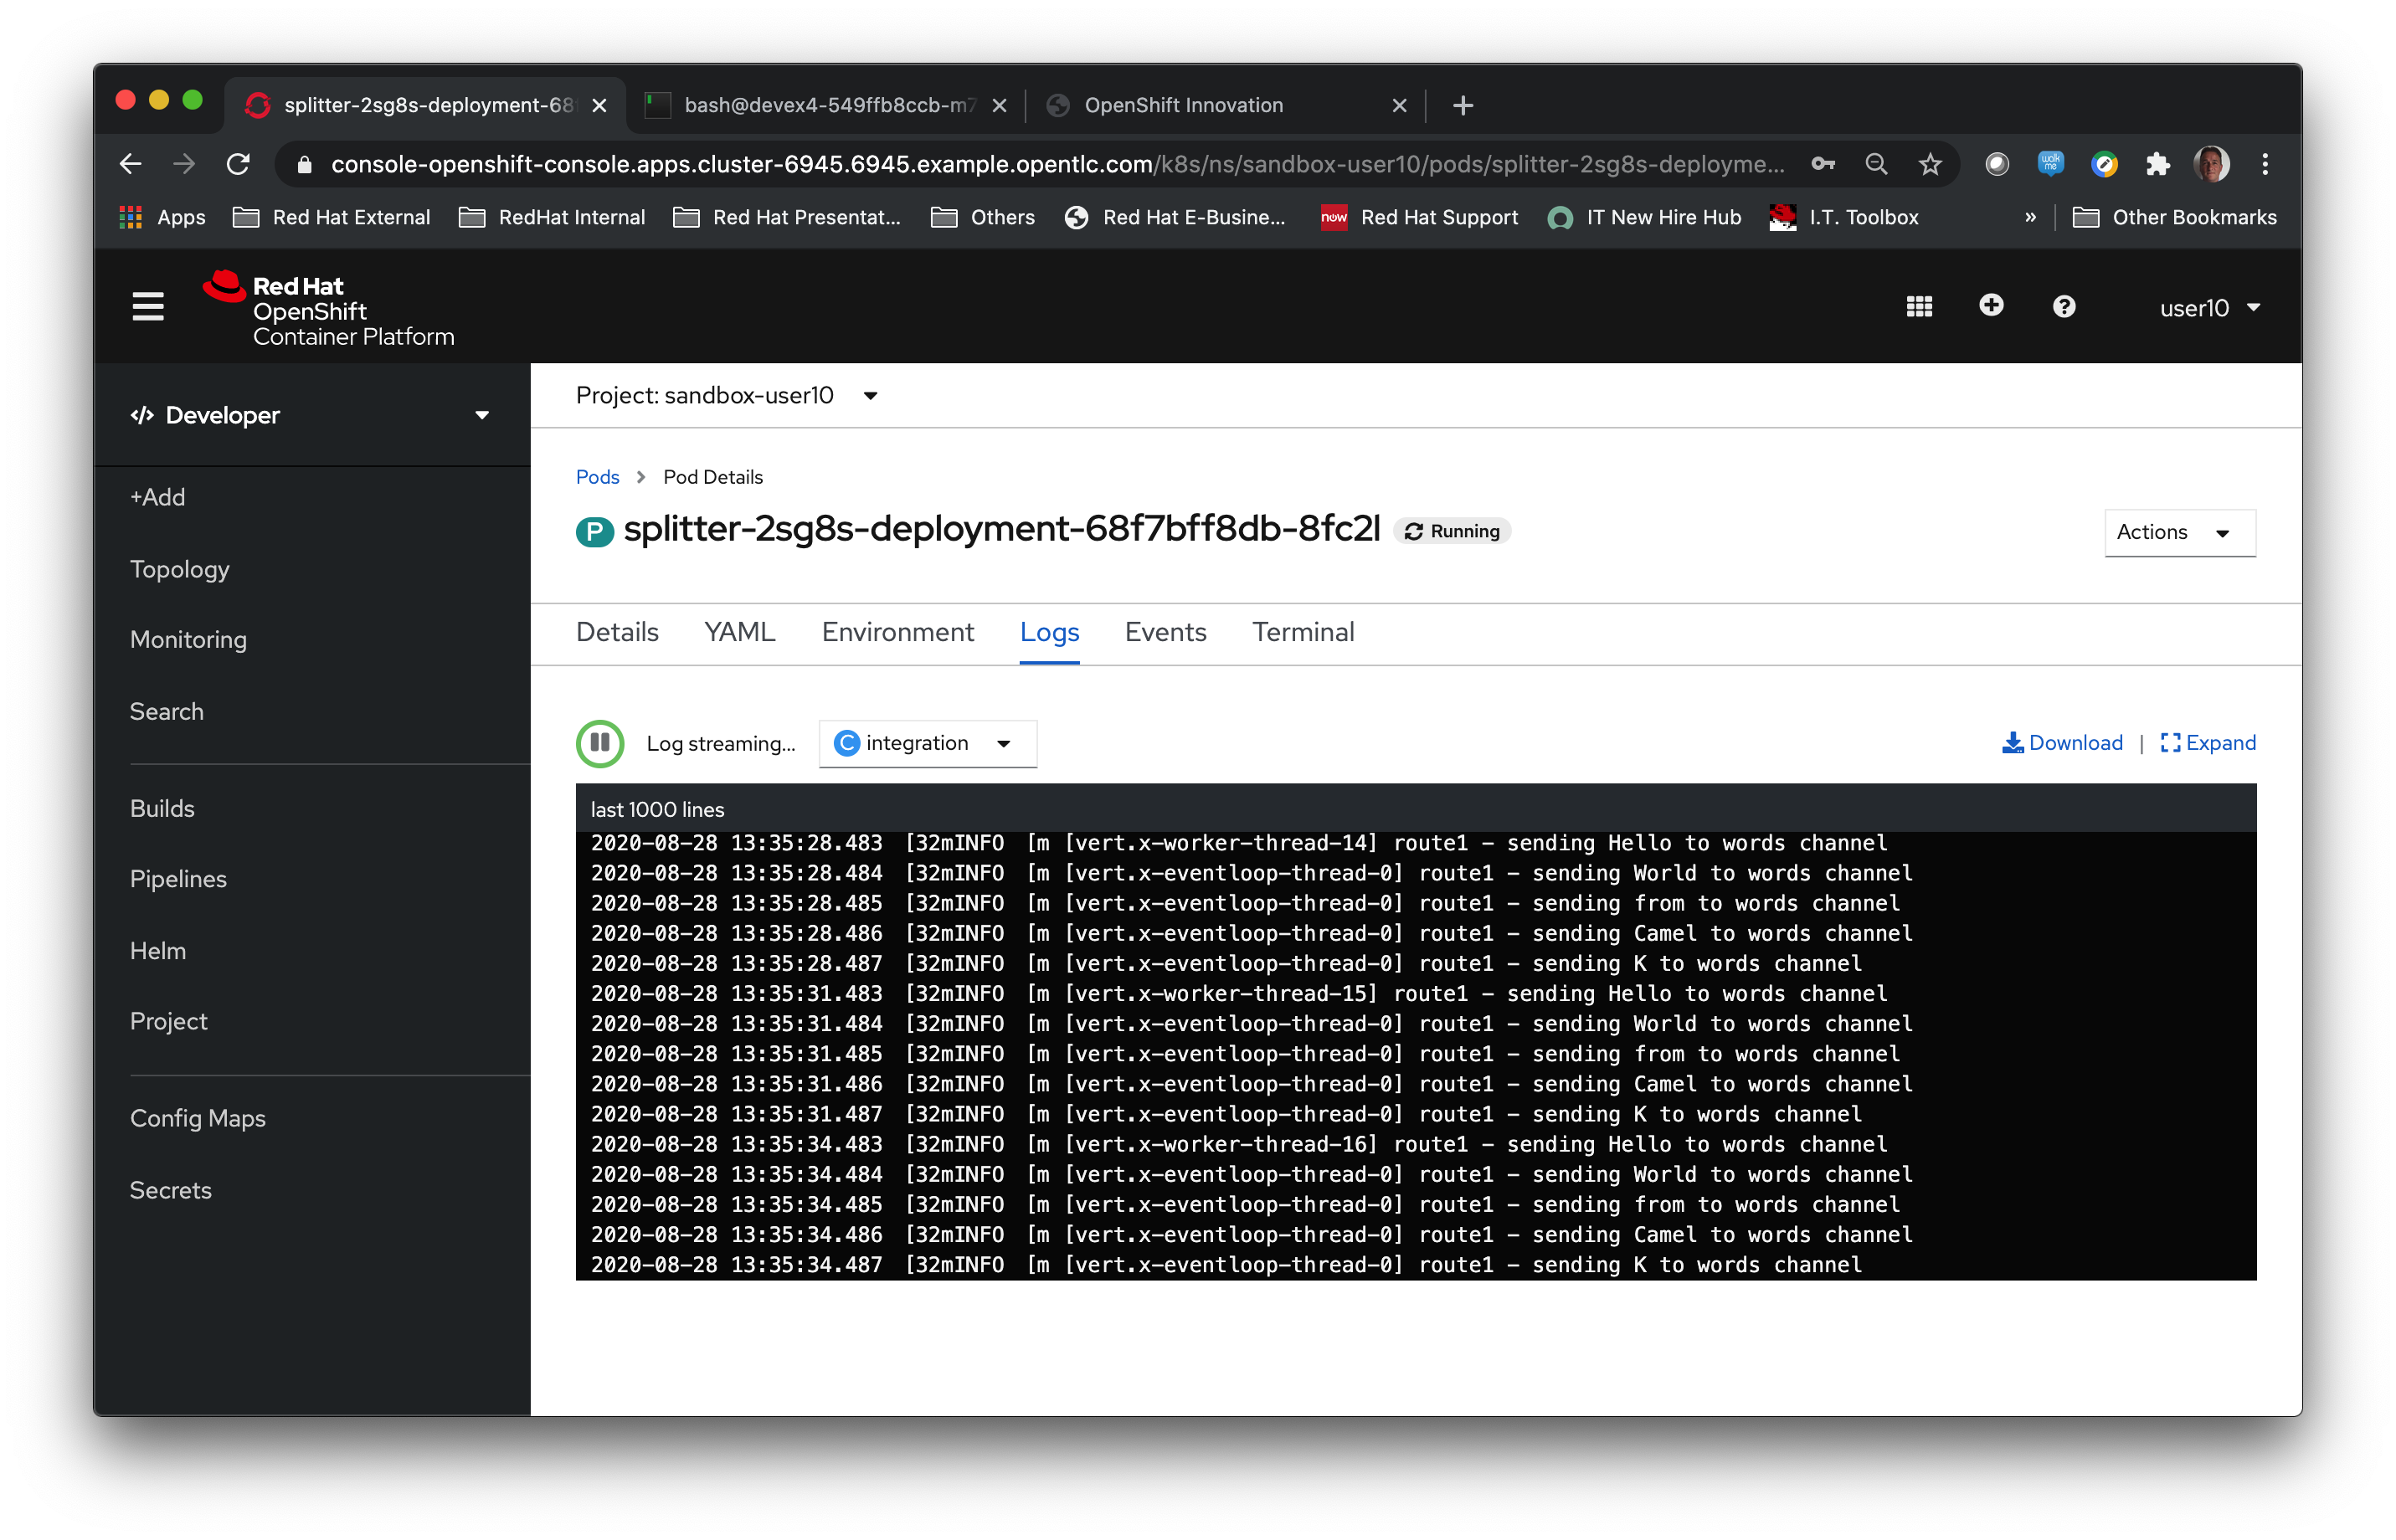 splitter-2sg8s-deployment-68f
bash@devex4-549ffb8ccb-m7
OpenShift Innovation
console-openshift-console.apps.cluster-6945.6945.example.opentlc.com/k8s/ns/sandbox-user10/pods/splitter-2sg8s-deployme...
walk me
Apps
Red Hat External
RedHat Internal
Red Hat Presentat...
Others
Red Hat E-Busine...
now
Red Hat Support
IT New Hire Hub
I.T. Toolbox
»
Other Bookmarks
Red Hat
OpenShift
Container Platform
user10
</> Developer
+Add
Topology
Monitoring
Search
Builds
Pipelines
Helm
Project
Config Maps
Secrets
Project: sandbox-user10
Pods > Pod Details
P splitter-2sg8s-deployment-68f7bff8db-8fc2l Running
Actions
Details YAML Environment Logs Events Terminal
Log streaming...
C integration
Download | Expand
last 1000 lines
2020-08-28 13:35:28.483 [32mINFO [m [vert.x-worker-thread-14] route1 - sending Hello to words channel
2020-08-28 13:35:28.484 [32mINFO [m [vert.x-eventloop-thread-0] route1 - sending World to words channel
2020-08-28 13:35:28.485 [32mINFO [m [vert.x-eventloop-thread-0] route1 - sending from to words channel
2020-08-28 13:35:28.486 [32mINFO [m [vert.x-eventloop-thread-0] route1 - sending Camel to words channel
2020-08-28 13:35:28.487 [32mINFO [m [vert.x-eventloop-thread-0] route1 - sending K to words channel
2020-08-28 13:35:31.483 [32mINFO [m [vert.x-worker-thread-15] route1 - sending Hello to words channel
2020-08-28 13:35:31.484 [32mINFO [m [vert.x-eventloop-thread-0] route1 - sending World to words channel
2020-08-28 13:35:31.485 [32mINFO [m [vert.x-eventloop-thread-0] route1 - sending from to words channel
2020-08-28 13:35:31.486 [32mINFO [m [vert.x-eventloop-thread-0] route1 - sending Camel to words channel
2020-08-28 13:35:31.487 [32mINFO [m [vert.x-eventloop-thread-0] route1 - sending K to words channel
2020-08-28 13:35:34.483 [32mINFO [m [vert.x-worker-thread-16] route1 - sending Hello to words channel
2020-08-28 13:35:34.484 [32mINFO [m [vert.x-eventloop-thread-0] route1 - sending World to words channel
2020-08-28 13:35:34.485 [32mINFO [m [vert.x-eventloop-thread-0] route1 - sending from to words channel
2020-08-28 13:35:34.486 [32mINFO [m [vert.x-eventloop-thread-0] route1 - sending Camel to words channel
2020-08-28 13:35:34.487 [32mINFO [m [vert.x-eventloop-thread-0] route1 - sending K to words channel